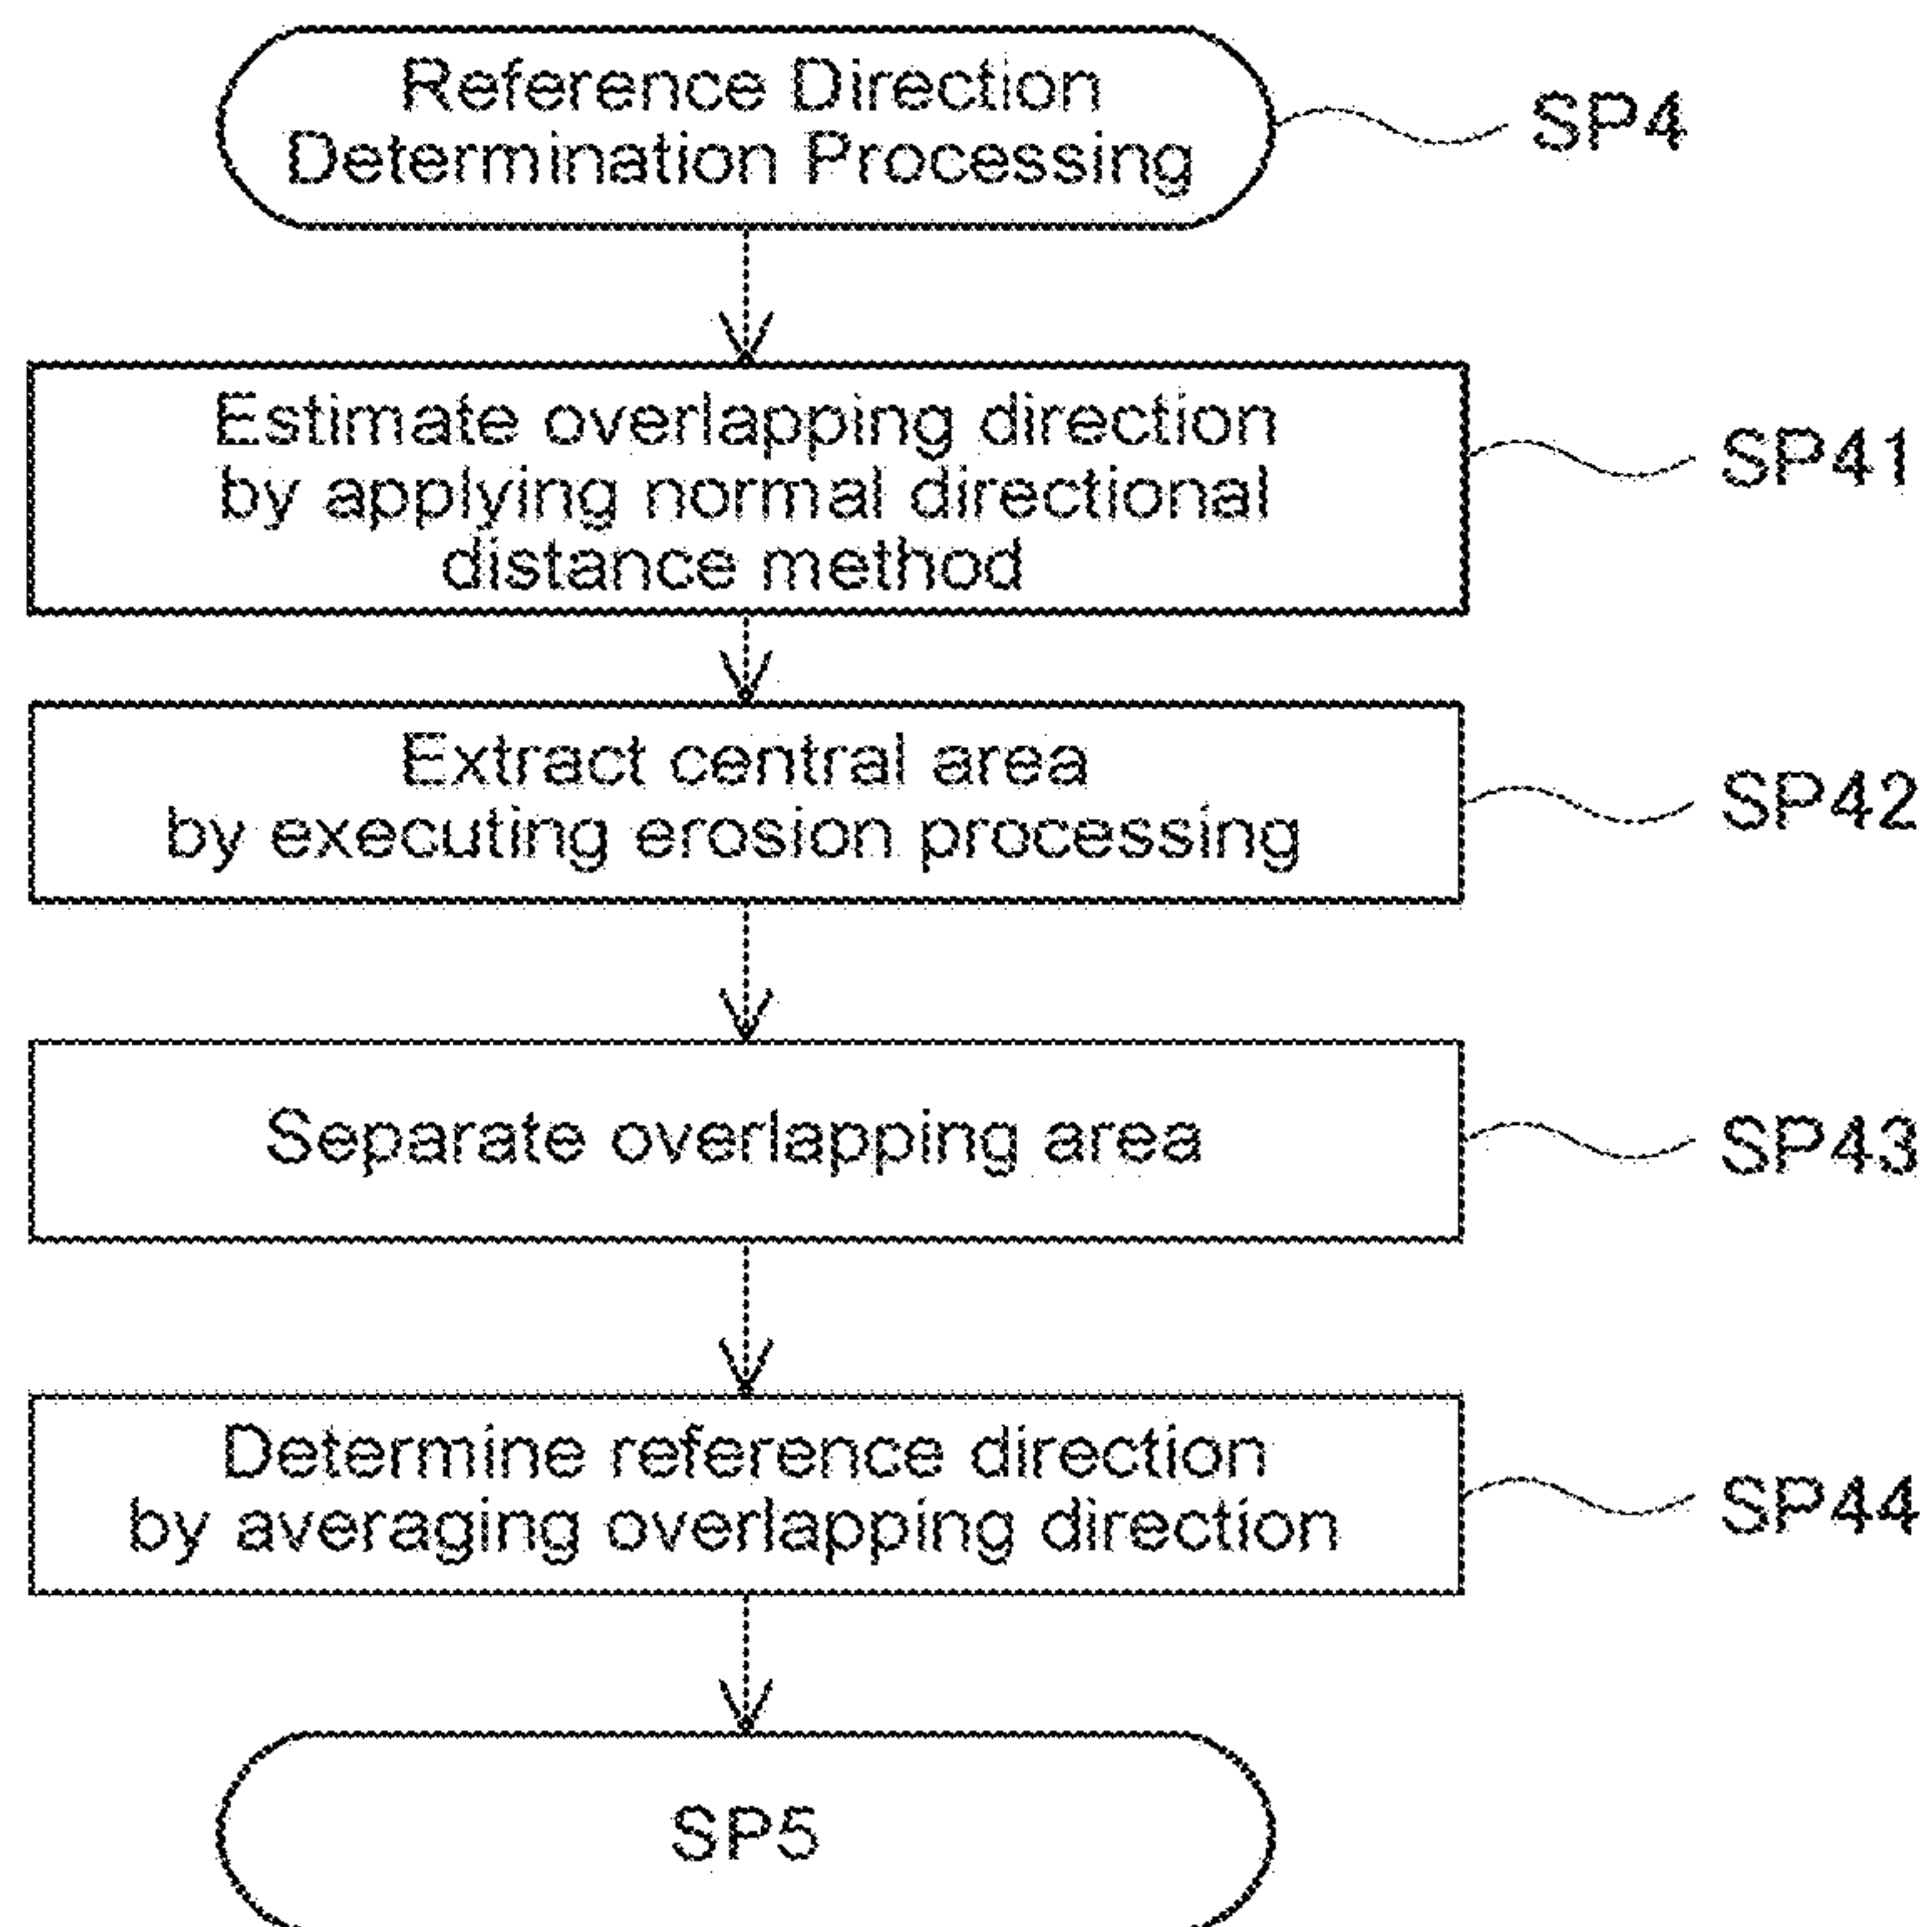 Reference Direction
Determination Processing
SP4
Estimate overlapping direction
by applying normal directional
distance method
SP41
Extract central area
by executing erosion processing
SP42
Separate overlapping area
SP43
Determine reference direction
by averaging overlapping direction
SP44
SP5